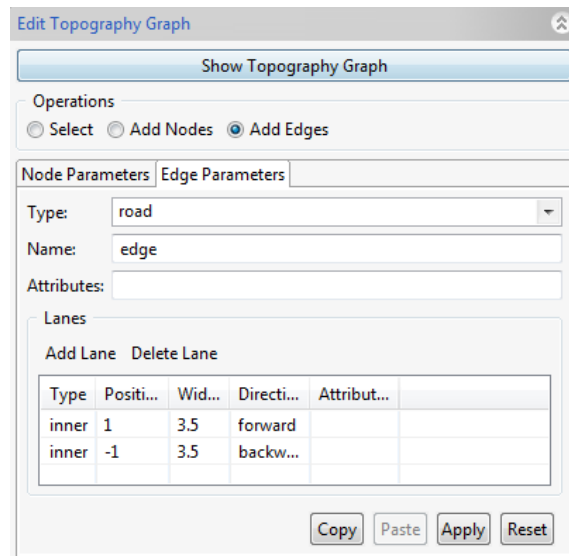 Edit Topography Graph
Show Topography Graph
Operations
Select Add Nodes Add Edges
Node Parameters Edge Parameters
Type: road
Name: edge
Attributes:
Lanes
Add Lane Delete Lane
Type Positi... Wid... Directi... Attribut...
inner 1 3.5 forward
inner -1 3.5 backw...
Copy Paste Apply Reset